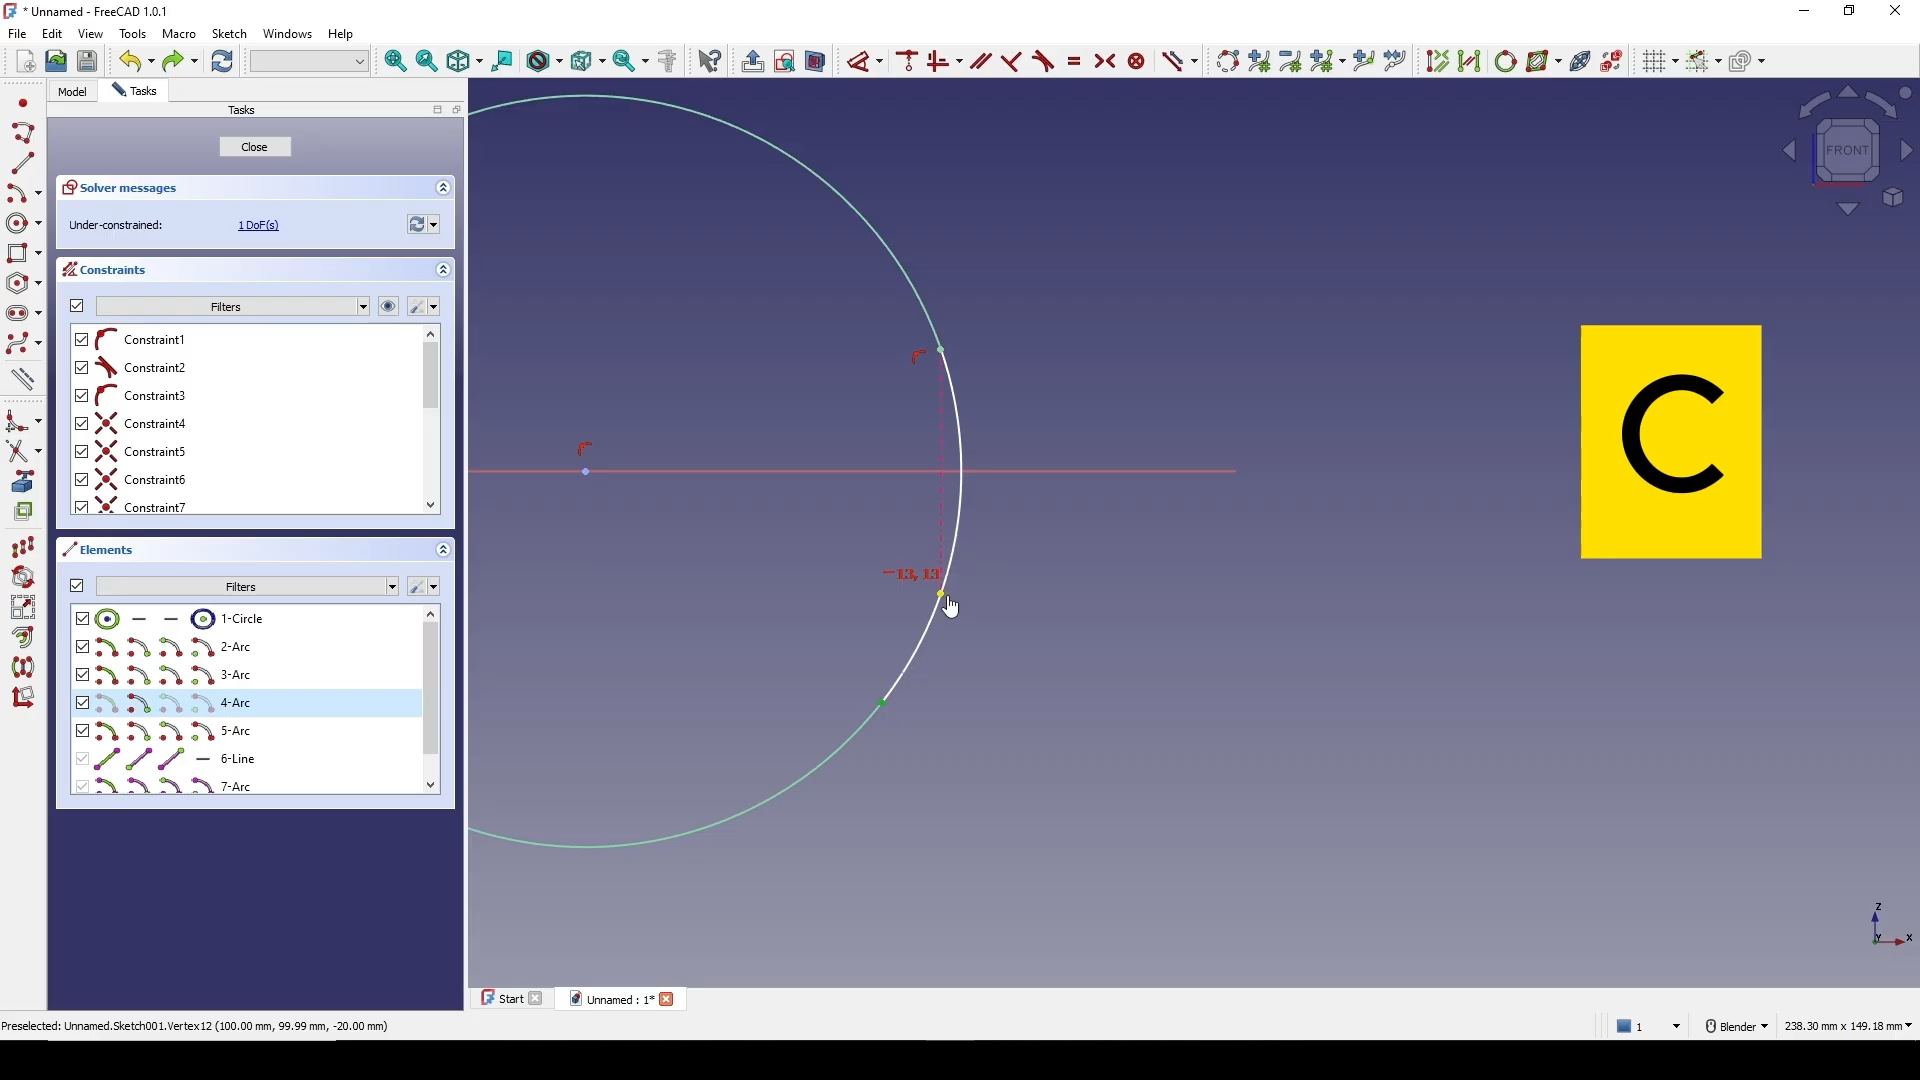 * Unnamed - FreeCAD 1.0.1
File Edit View Tools Macro Sketch Windows Help
Model Tasks
Tasks
Close
Solver messages
Under-constrained: 1 DoF(s)
Constraints
Filters
Constraint1
Constraint2
Constraint3
Constraint4
Constraint5
Constraint6
Constraint7
Elements
Filters
1-Circle
2-Arc
3-Arc
4-Arc
5-Arc
6-Line
7-Arc
FRONT
C
−13, 13
Z
Y
X
Start
Unnamed : 1*
Preselected: Unnamed.Sketch001.Vertex12 (100.00 mm, 99.99 mm, -20.00 mm)
1
Blender
238.30 mm x 149.18 mm